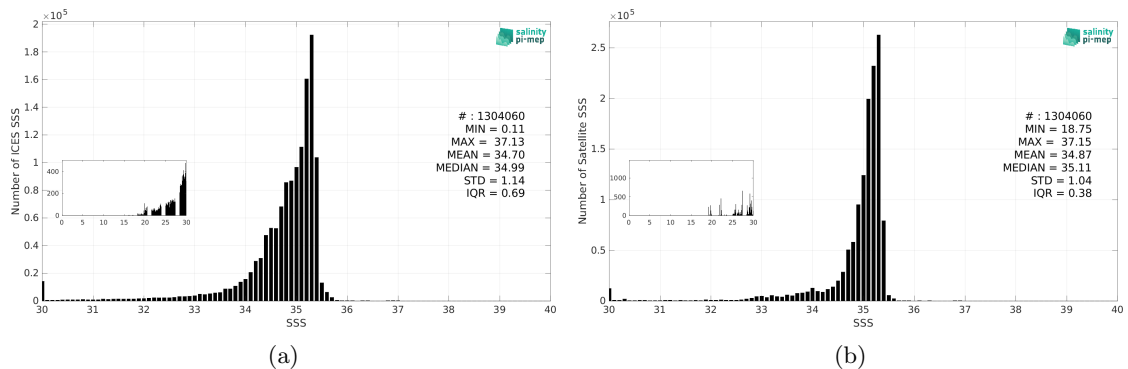 ×10^5
2
1.8
1.6
1.4
1.2
1
0.8
0.6
0.4
0.2
0
Number of ICES SSS
salinity
pi-mep
# : 1304060
MIN = 0.11
MAX = 37.13
MEAN = 34.70
MEDIAN = 34.99
STD = 1.14
IQR = 0.69
400
200
0
0 5 10 15 20 25 30
30 31 32 33 34 35 36 37 38 39 40
SSS
(a)
×10^5
2.5
2
1.5
1
0.5
0
Number of Satellite SSS
salinity
pi-mep
# : 1304060
MIN = 18.75
MAX = 37.15
MEAN = 34.87
MEDIAN = 35.11
STD = 1.04
IQR = 0.38
1000
500
0
0 5 10 15 20 25 30
30 31 32 33 34 35 36 37 38 39 40
SSS
(b)